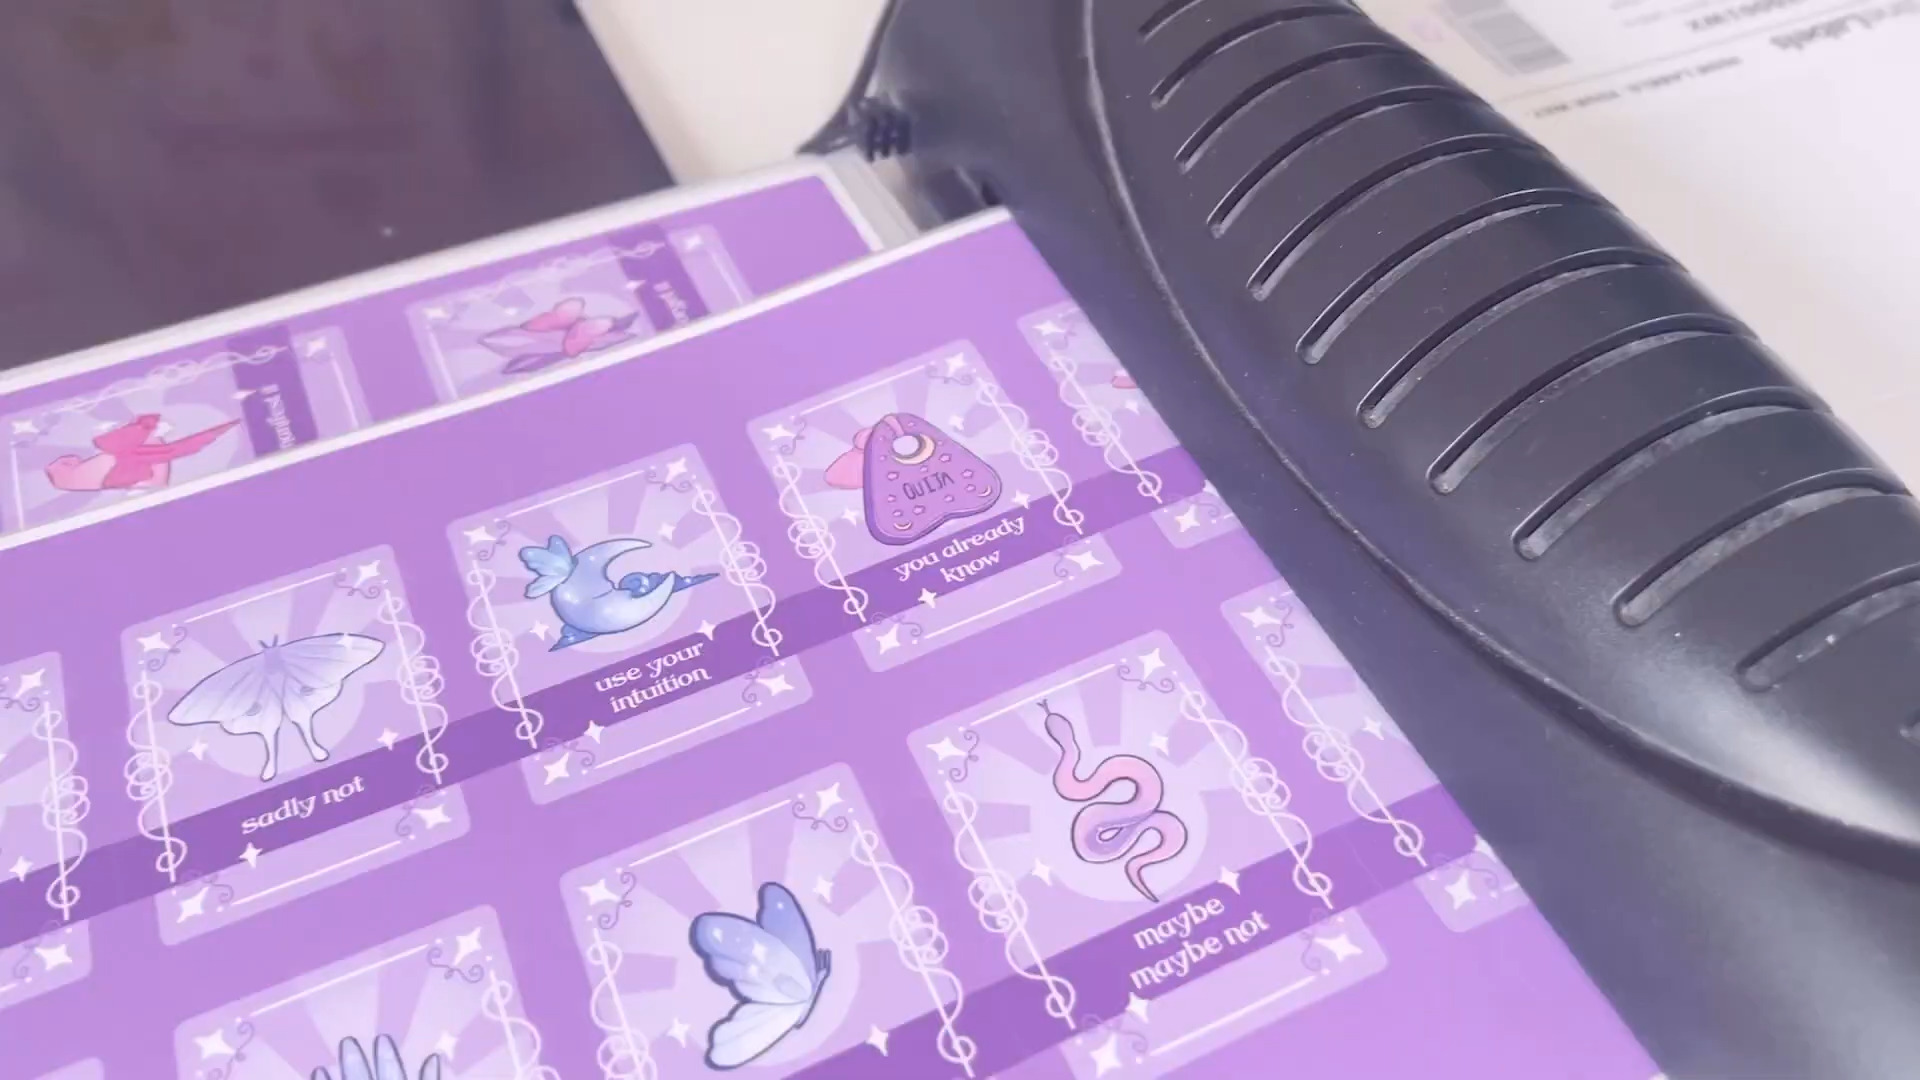 OUIJA
you already
know
use your
intuition
sadly not
maybe
maybe not